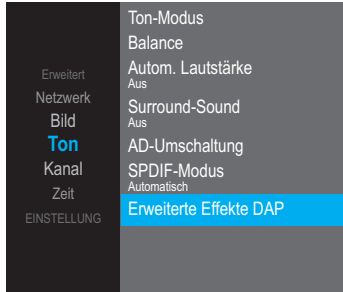 Erweitert
Netzwerk
Bild
Ton
Kanal
Zeit
EINSTELLUNG
Ton-Modus
Balance
Autom. Lautstärke
Aus
Surround-Sound
Aus
AD-Umschaltung
SPDIF-Modus
Automatisch
Erweiterte Effekte DAP